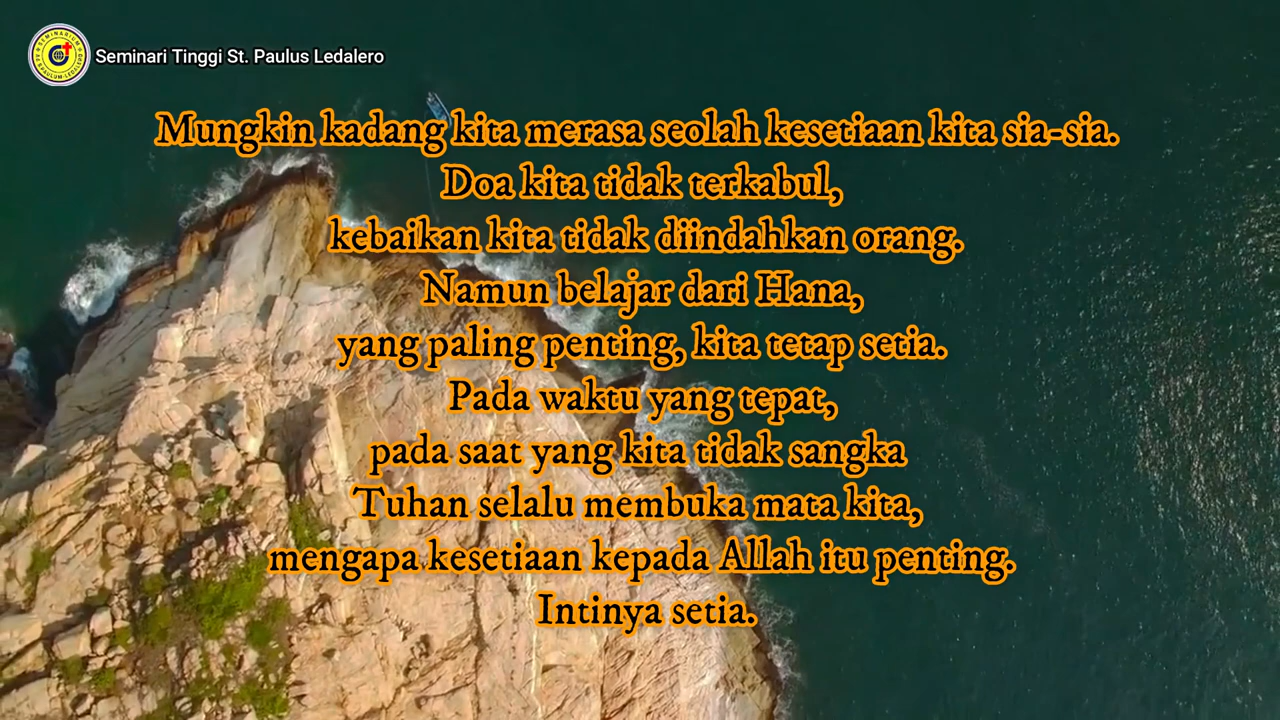 Seminari Tinggi St. Paulus Ledalero
Mungkin kadang kita merasa seolah kesetiaan kita sia-sia.
Doa kita tidak terkabul,
kebaikan kita tidak diindahkan orang.
Namun belajar dari Hana,
yang paling penting, kita tetap setia.
Pada waktu yang tepat,
pada saat yang kita tidak sangka
Tuhan selalu membuka mata kita,
mengapa kesetiaan kepada Allah itu penting.
Intinya setia.